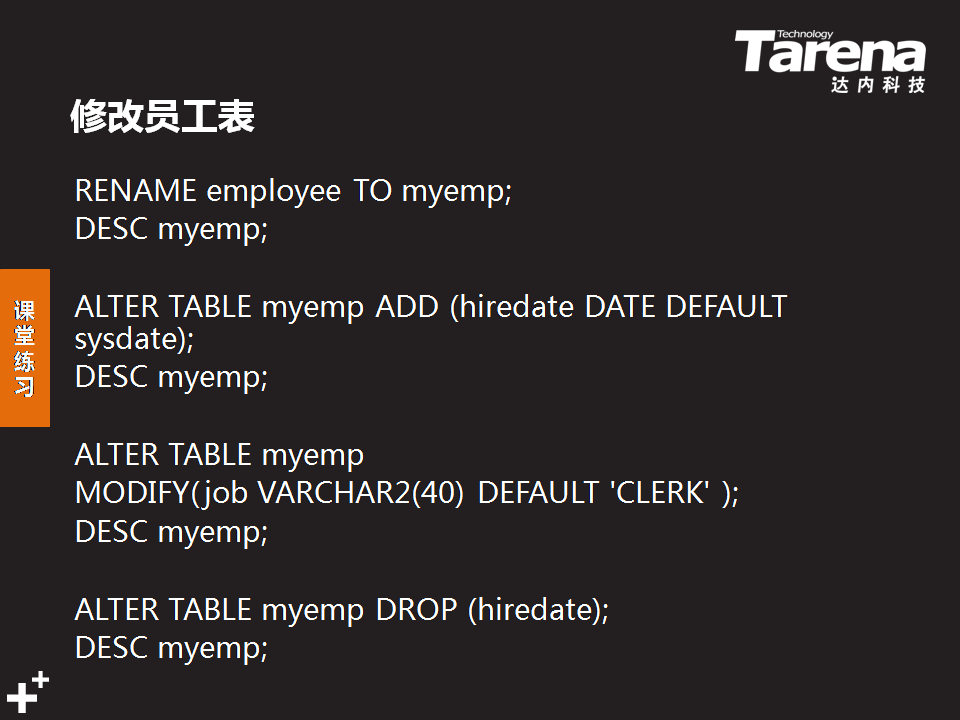 Technology
Tarena
达内科技
修改员工表
RENAME employee TO myemp;
DESC myemp;
ALTER TABLE myemp ADD (hiredate DATE DEFAULT
sysdate);
DESC myemp;
课堂练习
ALTER TABLE myemp
MODIFY(job VARCHAR2(40) DEFAULT 'CLERK' );
DESC myemp;
ALTER TABLE myemp DROP (hiredate);
DESC myemp;